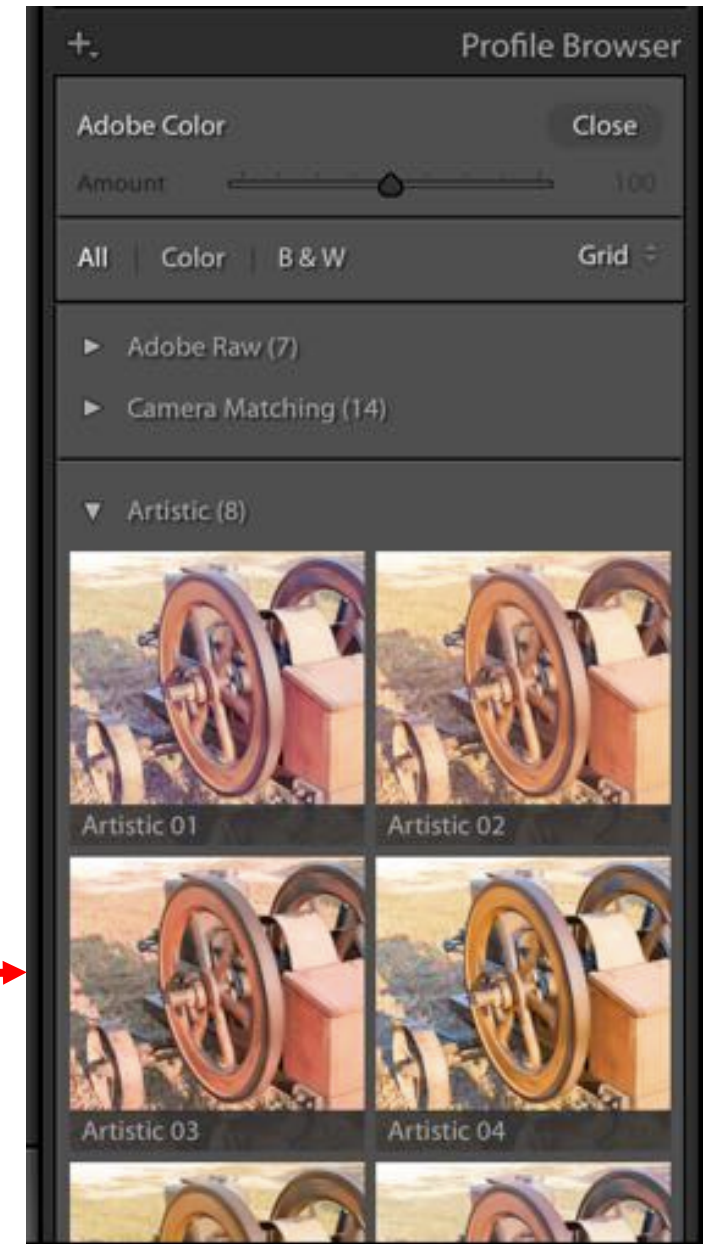 Profile Browser
Adobe Color Close
Amount 100
All | Color | B & W Grid
Adobe Raw (7)
Camera Matching (14)
Artistic (8)
Artistic 01 Artistic 02
Artistic 03 Artistic 04